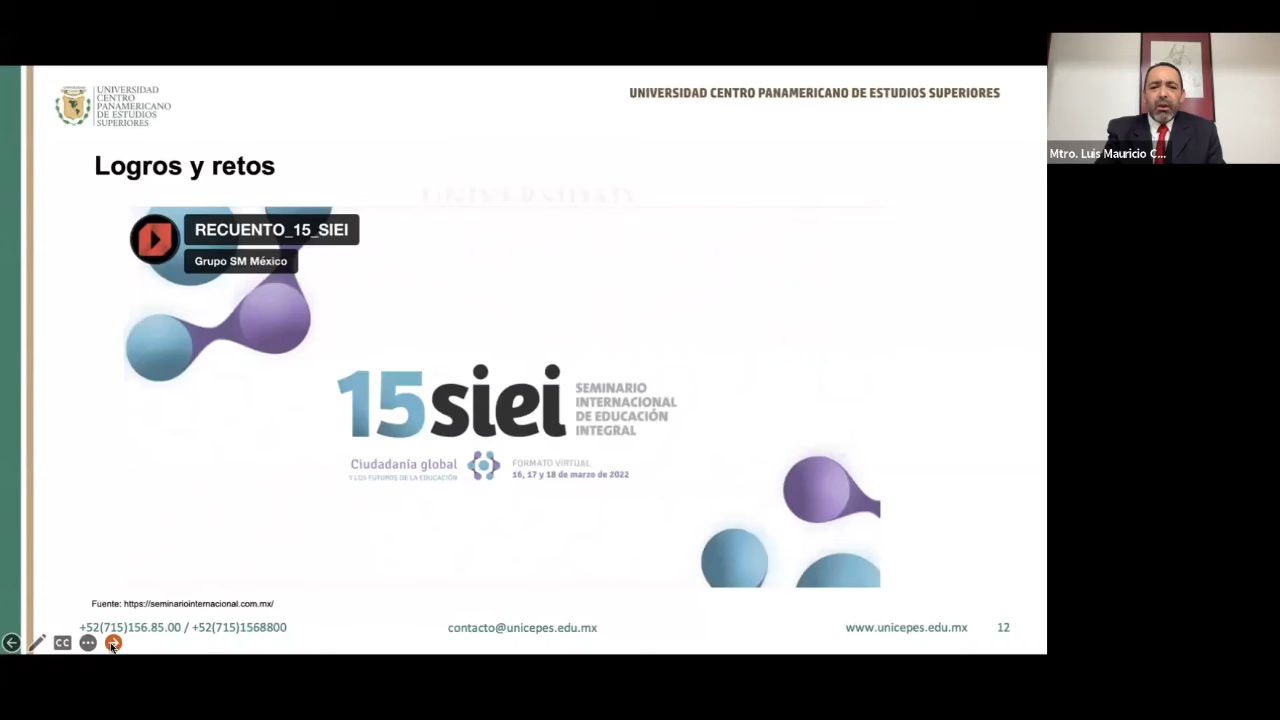 UNIVERSIDAD
CENTRO
PANAMERICANO
DE ESTUDIOS
SUPERIORES
UNIVERSIDAD CENTRO PANAMERICANO DE ESTUDIOS SUPERIORES
Mtro. Luis Mauricio C...
Logros y retos
UNIVERSIDAD
RECUENTO_15_SIEI
Grupo SM México
15siei
SEMINARIO
INTERNACIONAL
DE EDUCACIÓN
INTEGRAL
Ciudadanía global
Y LOS FUTUROS DE LA EDUCACIÓN
FORMATO VIRTUAL
16, 17 y 18 de marzo de 2022
Fuente: https://seminariointernacional.com.mx/
+52(715)156.85.00 / +52(715)1568800
contacto@unicepes.edu.mx
www.unicepes.edu.mx
12
CC